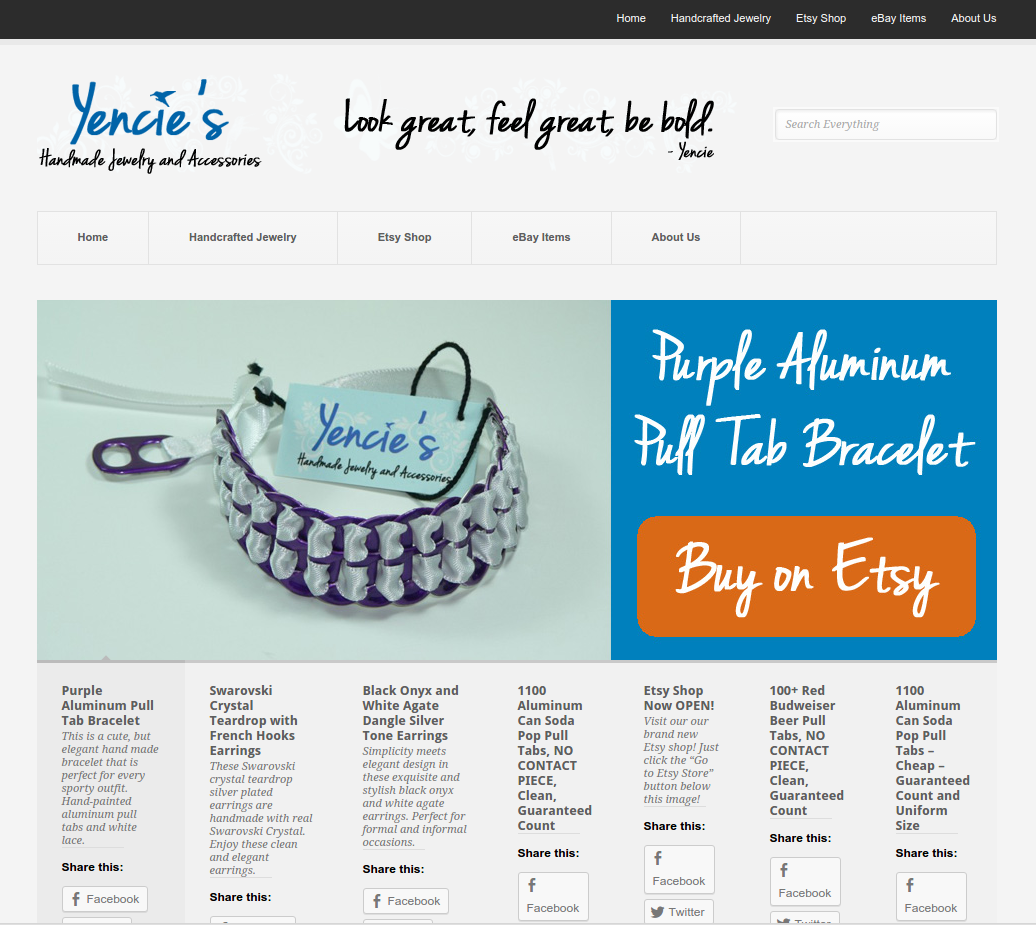 Home Handcrafted Jewelry Etsy Shop eBay Items About Us
Yencie's
Handmade Jewelry and Accessories
Look great, feel great, be bold.
- Yencie
Search Everything
Home Handcrafted Jewelry Etsy Shop eBay Items About Us
Yencie's
Handmade Jewelry and Accessories
Purple Aluminum
Pull Tab Bracelet
Buy on Etsy
Purple
Aluminum Pull
Tab Bracelet
This is a cute, but
elegant hand made
bracelet that is
perfect for every
sporty outfit.
Hand-painted
aluminum pull
tabs and white
lace.
Share this:
Facebook
Swarovski
Crystal
Teardrop with
French Hooks
Earrings
These Swarovski
crystal teardrop
silver plated
earrings are
handmade with real
Swarovski Crystal.
Enjoy these clean
and elegant
earrings.
Share this:
Black Onyx and
White Agate
Dangle Silver
Tone Earrings
Simplicity meets
elegant design in
these exquisite and
stylish black onyx
and white agate
earrings. Perfect for
formal and informal
occasions.
Share this:
Facebook
1100
Aluminum
Can Soda
Pop Pull
Tabs, NO
CONTACT
PIECE,
Clean,
Guaranteed
Count
Share this:
Facebook
Etsy Shop
Now OPEN!
Visit our our
brand new
Etsy shop! Just
click the “Go
to Etsy Store”
button below
this image!
Share this:
Facebook
Twitter
100+ Red
Budweiser
Beer Pull
Tabs, NO
CONTACT
PIECE,
Clean,
Guaranteed
Count
Share this:
Facebook
Twitter
1100
Aluminum
Can Soda
Pop Pull
Tabs –
Cheap –
Guaranteed
Count and
Uniform
Size
Share this:
Facebook